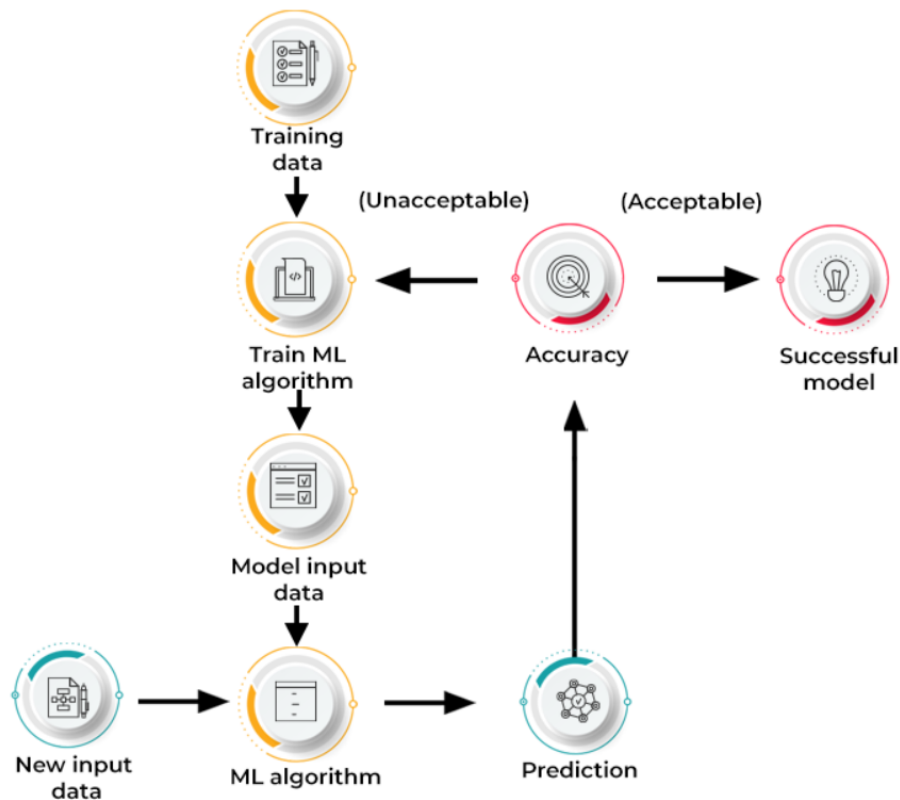 Training
data
(Unacceptable)
(Acceptable)
Train ML
algorithm
Accuracy
Successful
model
Model input
data
New input
data
ML algorithm
Prediction